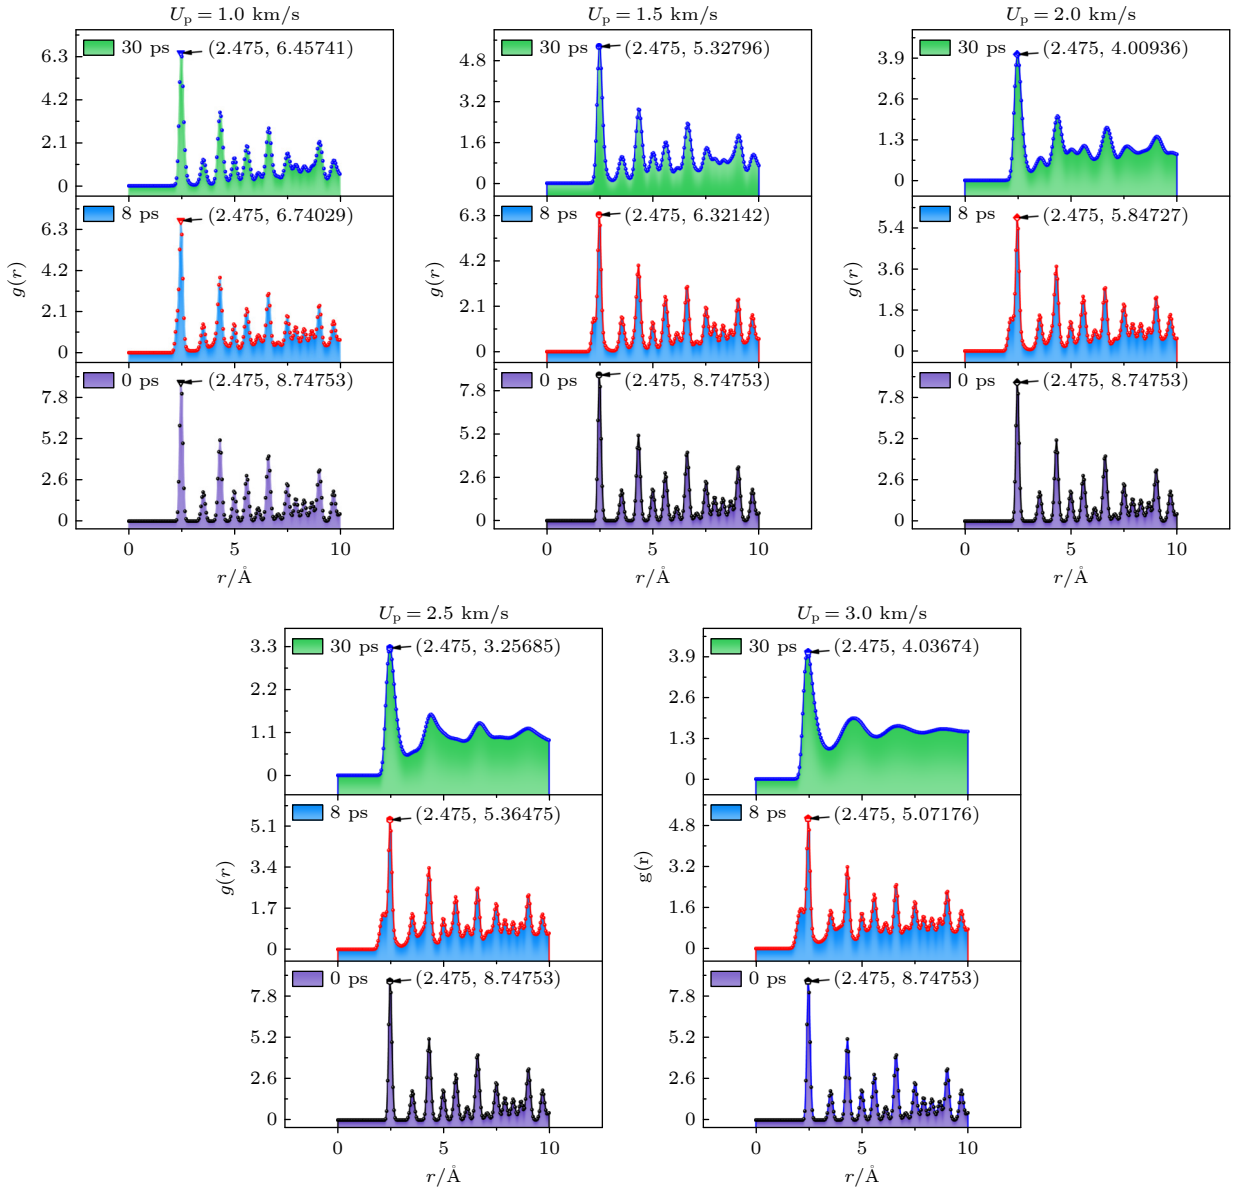 U_p = 1.0 km/s
30 ps
(2.475, 6.45741)
6.3
4.2
2.1
0
8 ps
(2.475, 6.74029)
6.3
4.2
2.1
0
g(r)
0 ps
(2.475, 8.74753)
7.8
5.2
2.6
0
0 5 10
r/Å
U_p = 1.5 km/s
30 ps
(2.475, 5.32796)
4.8
3.2
1.6
0
8 ps
(2.475, 6.32142)
6.3
4.2
2.1
0
g(r)
0 ps
(2.475, 8.74753)
7.8
5.2
2.6
0
0 5 10
r/Å
U_p = 2.0 km/s
30 ps
(2.475, 4.00936)
3.9
2.6
1.3
0
8 ps
(2.475, 5.84727)
5.4
3.6
1.8
0
g(r)
0 ps
(2.475, 8.74753)
7.8
5.2
2.6
0
0 5 10
r/Å
U_p = 2.5 km/s
30 ps
(2.475, 3.25685)
3.3
2.2
1.1
0
8 ps
(2.475, 5.36475)
5.1
3.4
1.7
0
g(r)
0 ps
(2.475, 8.74753)
7.8
5.2
2.6
0
0 5 10
r/Å
U_p = 3.0 km/s
30 ps
(2.475, 4.03674)
3.9
2.6
1.3
0
8 ps
(2.475, 5.07176)
4.8
3.2
1.6
0
g(r)
0 ps
(2.475, 8.74753)
7.8
5.2
2.6
0
0 5 10
r/Å